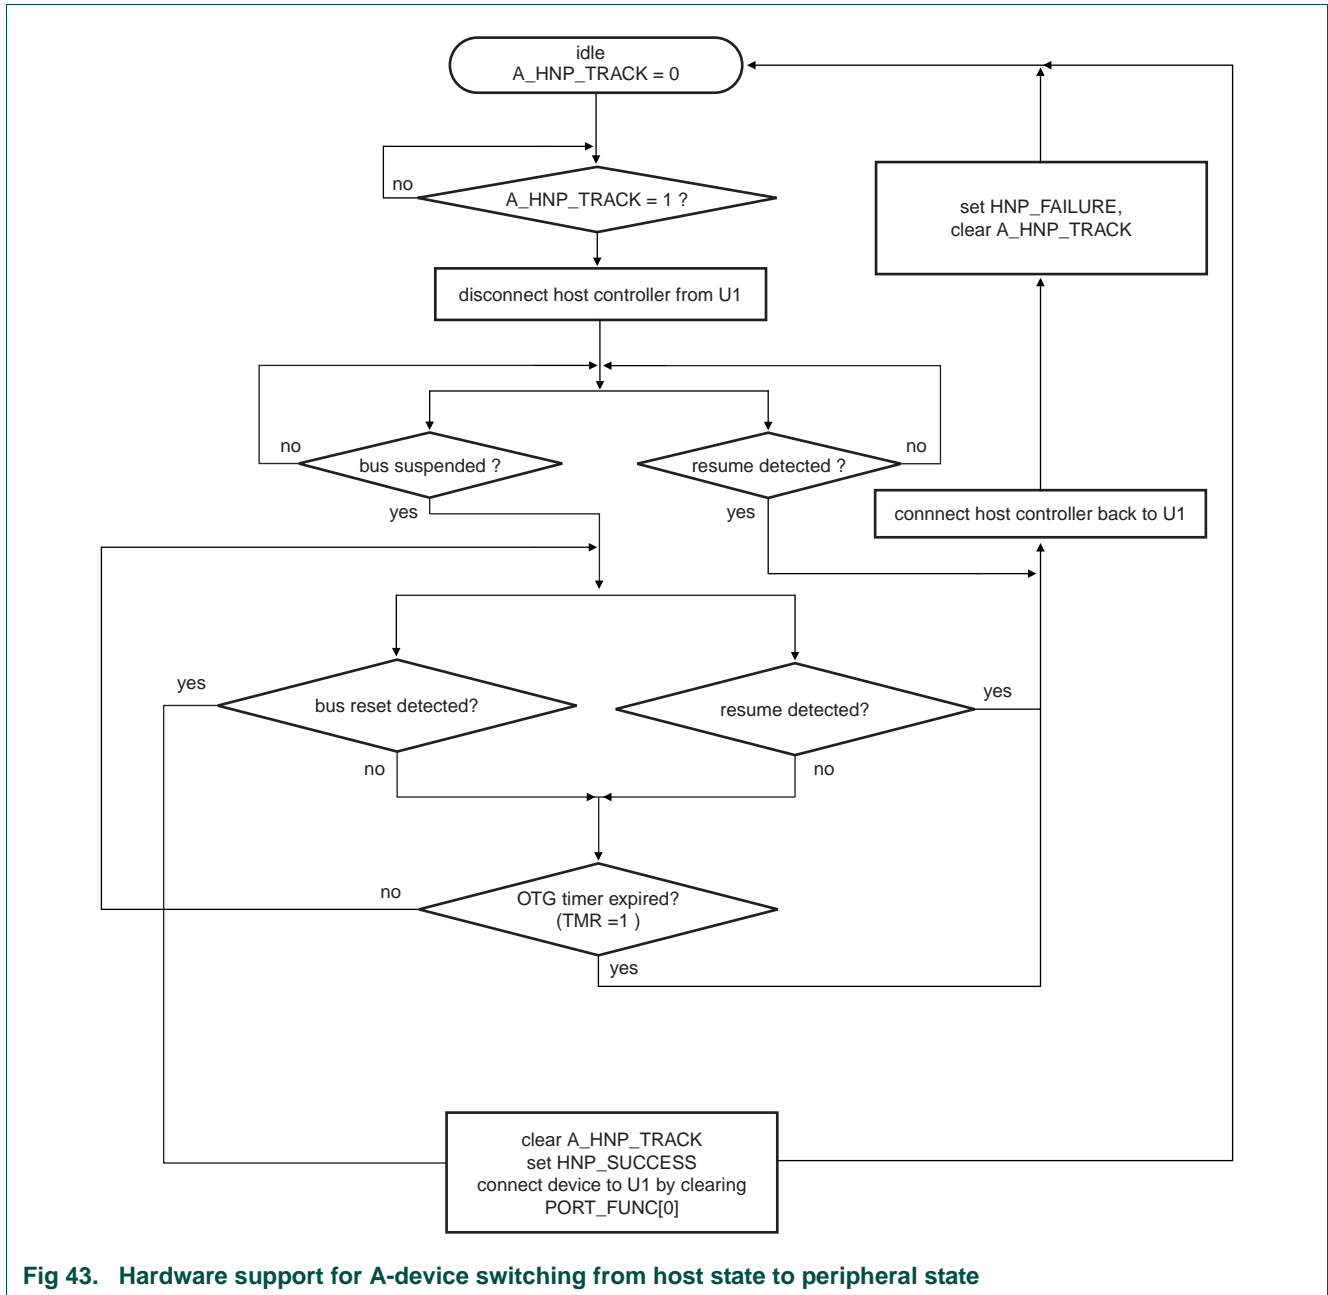 idle
A_HNP_TRACK = 0
no
A_HNP_TRACK = 1 ?
set HNP_FAILURE,
clear A_HNP_TRACK
disconnect host controller from U1
no
bus suspended ?
resume detected ?
no
yes
yes
connnect host controller back to U1
yes
bus reset detected?
resume detected?
yes
no
no
no
OTG timer expired?
(TMR =1 )
yes
clear A_HNP_TRACK
set HNP_SUCCESS
connect device to U1 by clearing
PORT_FUNC[0]
Fig 43. Hardware support for A-device switching from host state to peripheral state